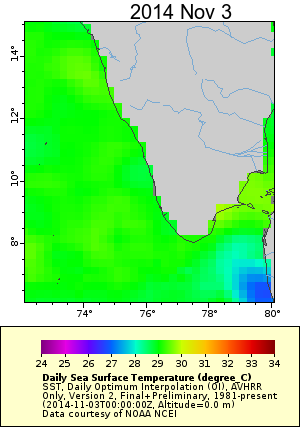 2014 Nov 3
14°
12°
10°
8°
74° 76° 78° 80°
24 25 26 27 28 29 30 31 32 33 34
Daily Sea Surface Temperature (degree_C)
SST, Daily Optimum Interpolation (OI), AVHRR
Only, Version 2, Final+Preliminary, 1981-present
(2014-11-03T00:00:00Z, Altitude=0.0 m)
Data courtesy of NOAA NCEI